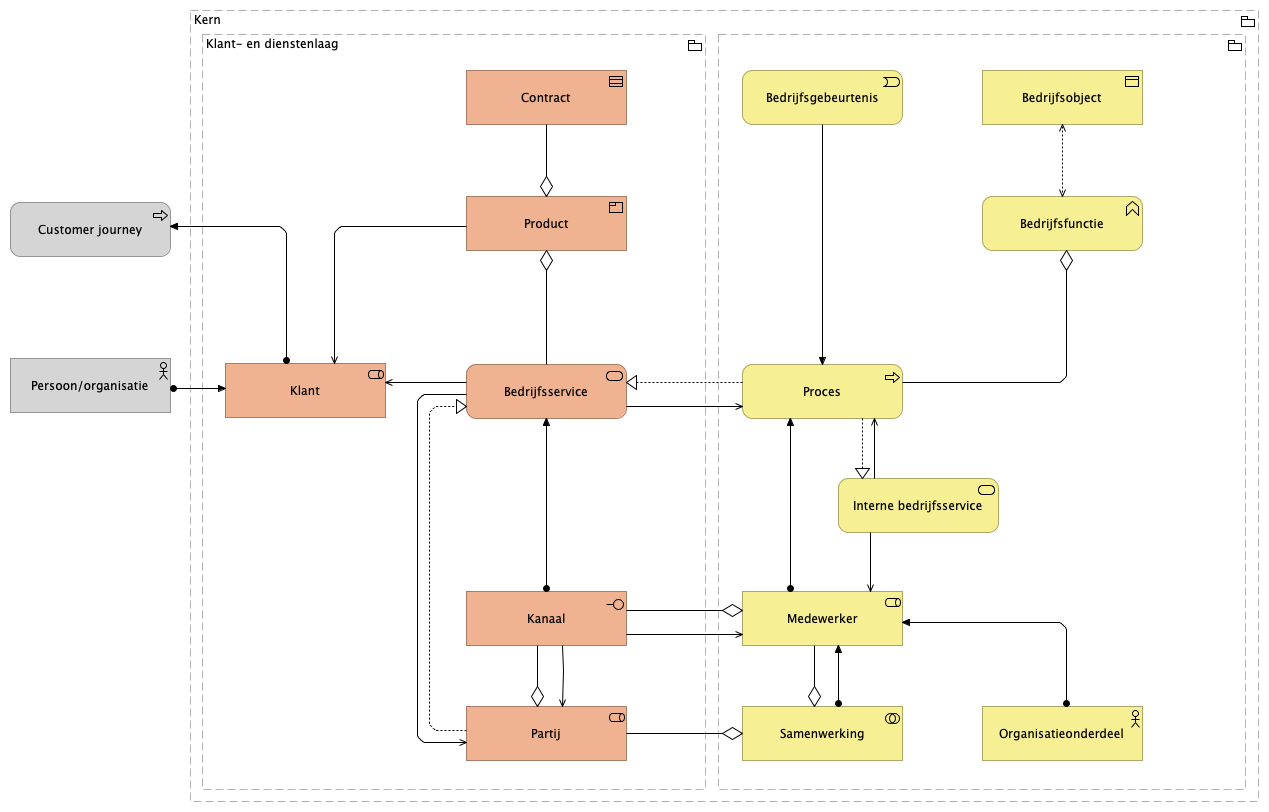 Kern
Klant- en dienstenlaag
Contract
Bedrijfsgebeurtenis
Bedrijfsobject
Customer journey
Product
Bedrijfsfunctie
Persoon/organisatie
Klant
Bedrijfsservice
Proces
Interne bedrijfsservice
Kanaal
Medewerker
Partij
Samenwerking
Organisatieonderdeel